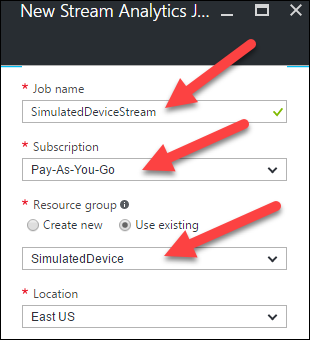 New Stream Analytics J...
* Job name
SimulatedDeviceStream
* Subscription
Pay-As-You-Go
* Resource group
Create new Use existing
SimulatedDevice
* Location
East US